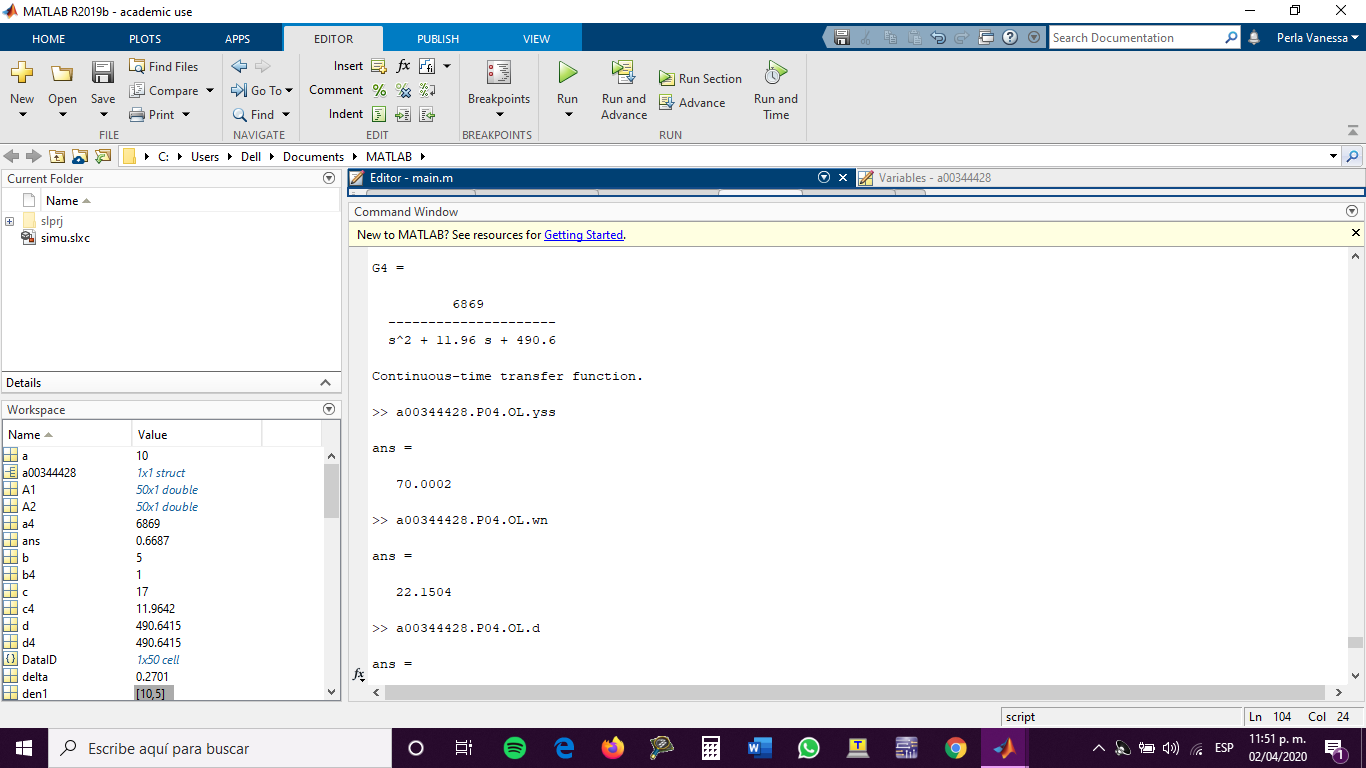 MATLAB R2019b - academic use
HOME PLOTS APPS EDITOR PUBLISH VIEW Search Documentation Perla Vanessa
New Open Save Find Files Compare Print
Go To Find
Insert fx
Comment
Indent
Breakpoints
Run Run and Advance Run Section Advance Run and Time
FILE NAVIGATE EDIT BREAKPOINTS RUN
C: Users Dell Documents MATLAB
Current Folder
Name
slprj
simu.slxc
Details
Workspace
Name Value
a 10
a00344428 1x1 struct
A1 50x1 double
A2 50x1 double
a4 6869
ans 0.6687
b 5
b4 1
c 17
c4 11.9642
d 490.6415
d4 490.6415
DataID 1x50 cell
delta 0.2701
den1 [10,5]
Editor - main.m Variables - a00344428
Command Window
New to MATLAB? See resources for Getting Started.
G4 =
6869
---------------------
s^2 + 11.96 s + 490.6
Continuous-time transfer function.
>> a00344428.P04.OL.yss
ans =
70.0002
>> a00344428.P04.OL.wn
ans =
22.1504
>> a00344428.P04.OL.d
ans =
fx
script Ln 104 Col 24
Escribe aquí para buscar
ESP
11:51 p. m.
02/04/2020
1